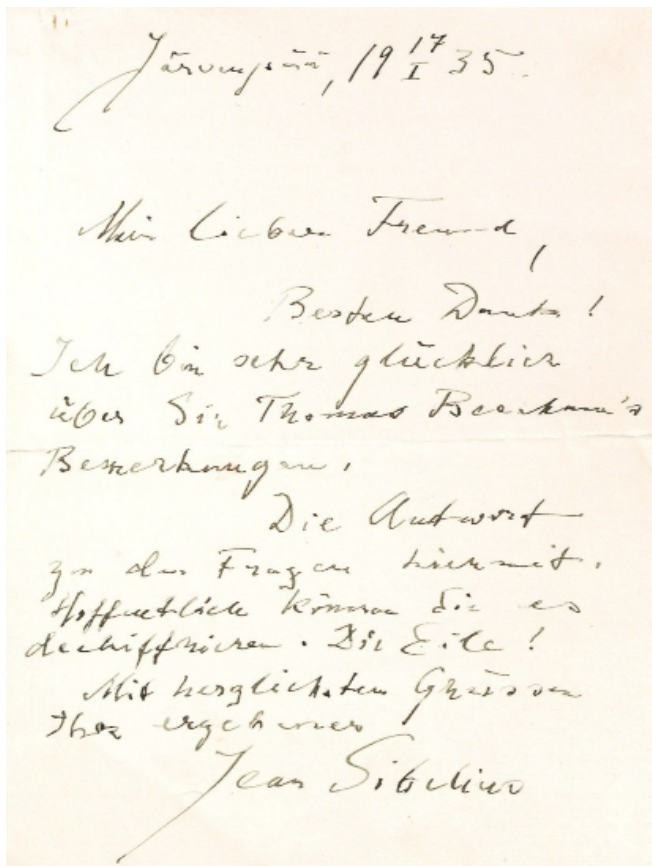 Järvenpää, 19 17/I 35.
Mein lieber Freund,
Besten Dank!
Ich bin sehr glücklich
über Sir Thomas Beecham's
Bemerkungen.
Die Antwort
zu den Fragen hiermit.
Hoffentlich können Sie es
dechiffrieren. Die Eile!
Mit herzlichsten Grüssen
Ihr ergebener
Jean Sibelius